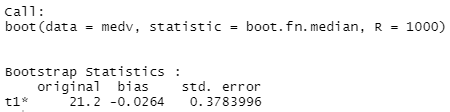 Call:
boot(data = medv, statistic = boot.fn.median, R = 1000)
Bootstrap Statistics :
original bias std. error
t1* 21.2 -0.0264 0.3783996